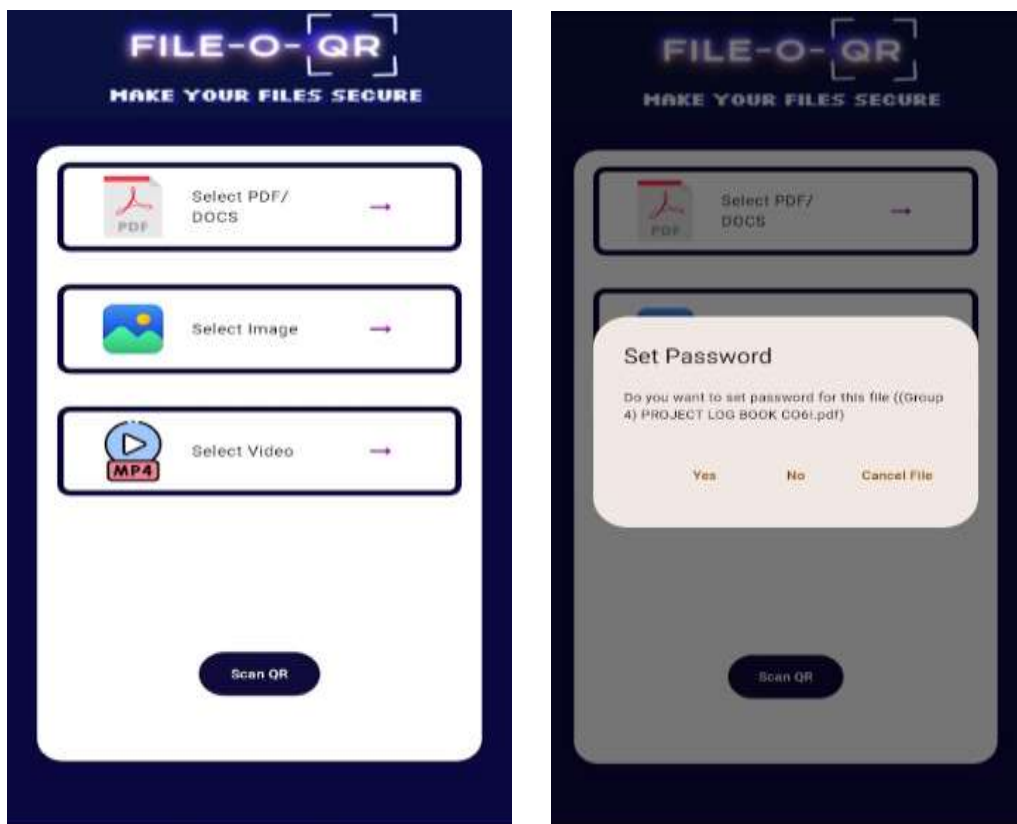 FILE-O-QR
MAKE YOUR FILES SECURE
Select PDF/
DOCS
PDF
Select Image
Select Video
MP4
Scan QR
FILE-O-QR
MAKE YOUR FILES SECURE
Select PDF/
DOCS
PDF
Set Password
Do you want to set password for this file ((Group
4) PROJECT LOG BOOK CO6I.pdf)
Yes No Cancel File
Scan QR